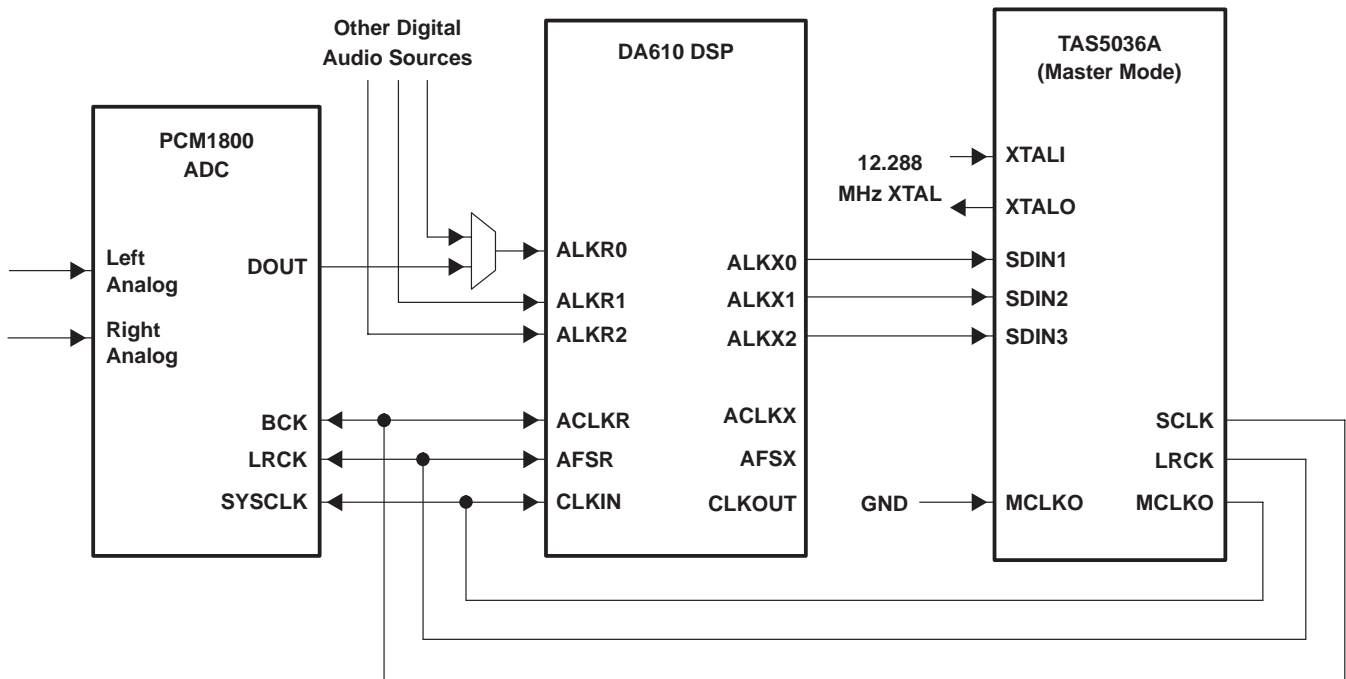 Other Digital
Audio Sources
PCM1800
ADC
Left
Analog
Right
Analog
DOUT
BCK
LRCK
SYSCLK
DA610 DSP
ALKR0
ALKR1
ALKR2
ACLKR
AFSR
CLKIN
ALKX0
ALKX1
ALKX2
ACLKX
AFSX
CLKOUT
12.288
MHz XTAL
GND
TAS5036A
(Master Mode)
XTALI
XTALO
SDIN1
SDIN2
SDIN3
MCLKO
SCLK
LRCK
MCLKO